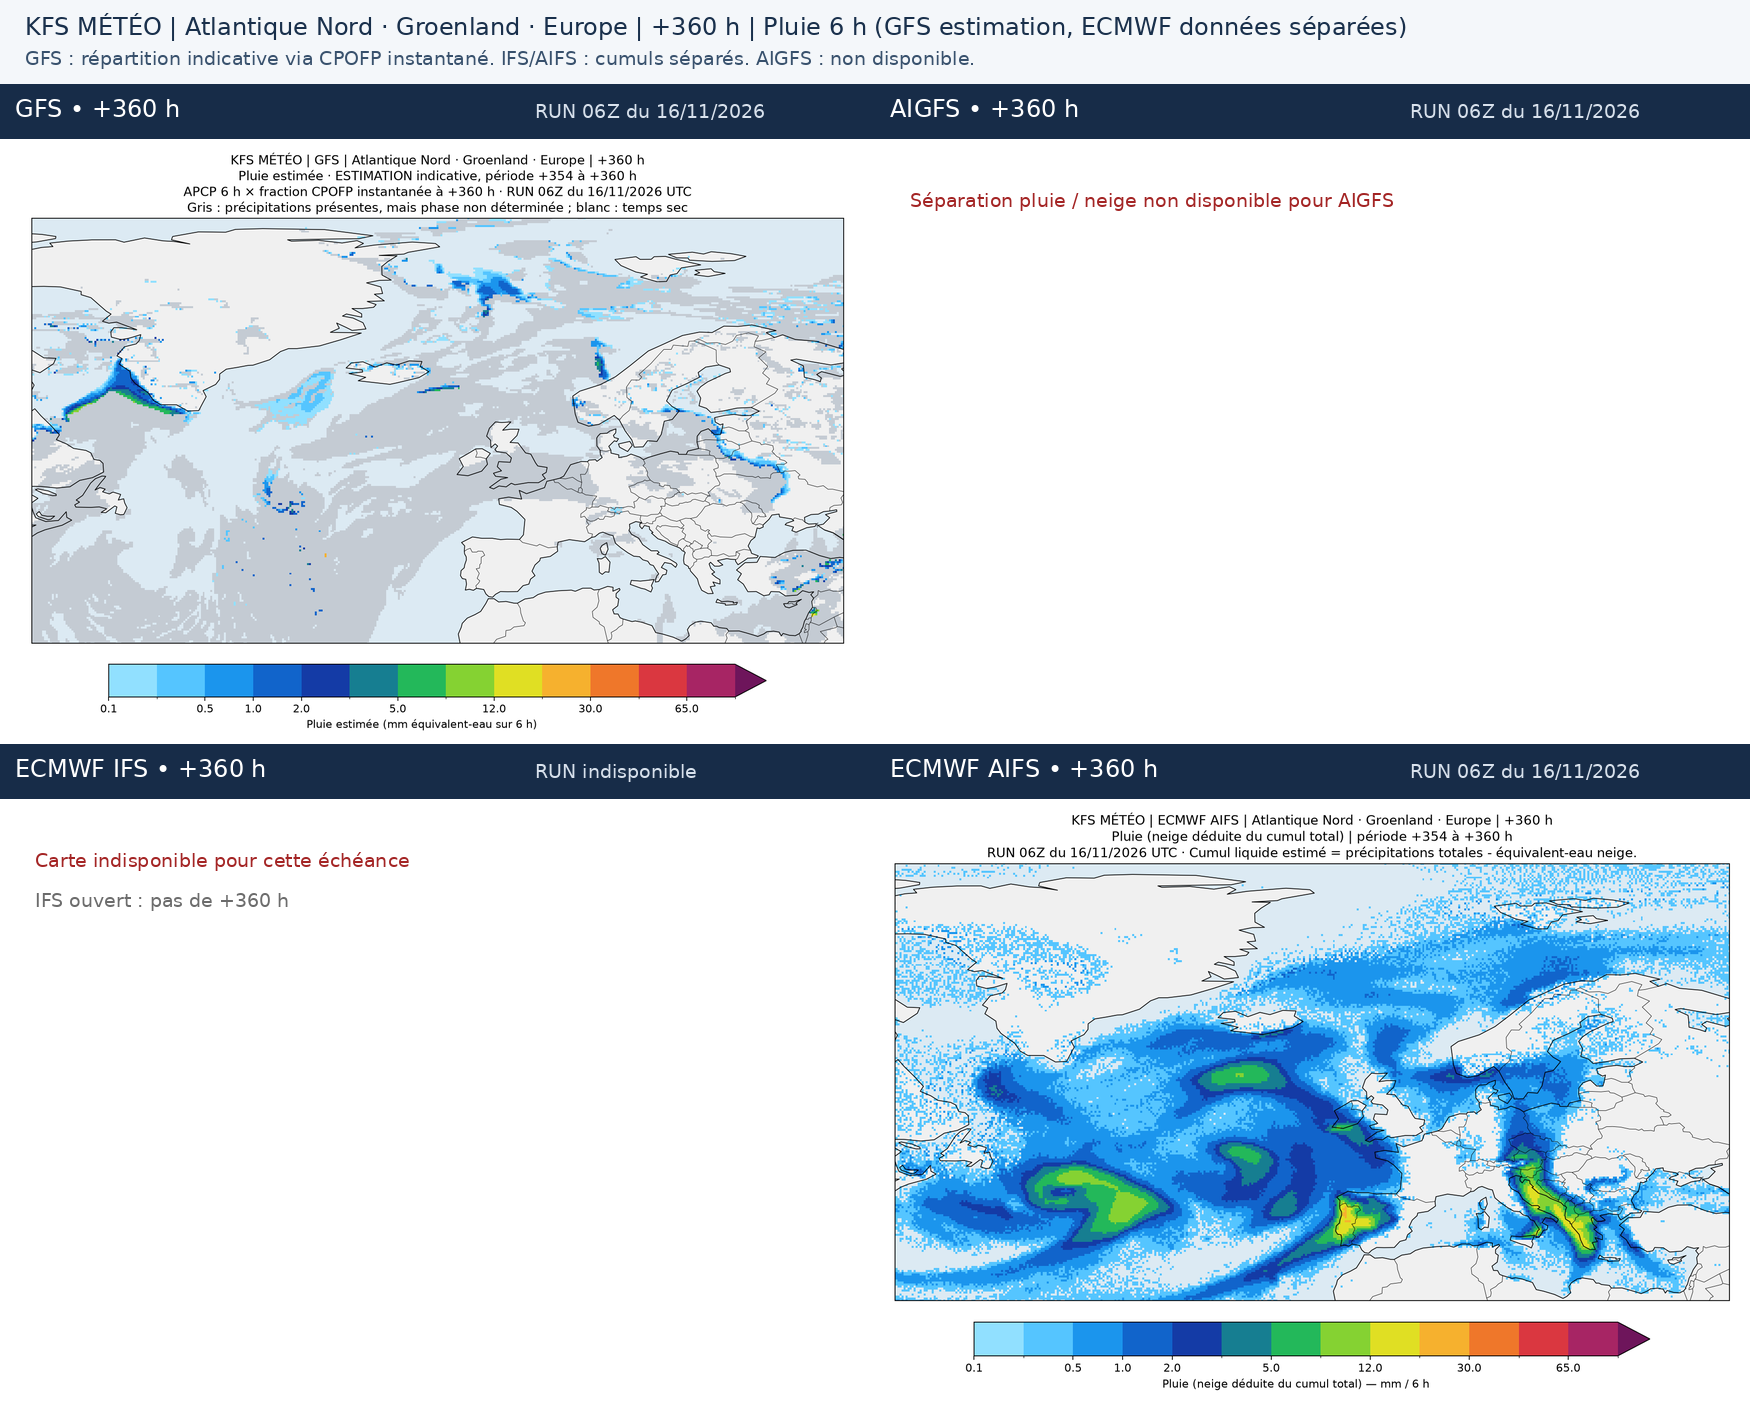 KFS MÉTÉO | Atlantique Nord · Groenland · Europe | +360 h | Pluie 6 h (GFS estimation, ECMWF données séparées)
GFS : répartition indicative via CPOFP instantané. IFS/AIFS : cumuls séparés. AIGFS : non disponible.
GFS • +360 h
RUN 06Z du 16/11/2026
KFS MÉTÉO | GFS | Atlantique Nord · Groenland · Europe | +360 h
Pluie estimée · ESTIMATION indicative, période +354 à +360 h
APCP 6 h × fraction CPOFP instantanée à +360 h · RUN 06Z du 16/11/2026 UTC
Gris : précipitations présentes, mais phase non déterminée ; blanc : temps sec
0.1 0.5 1.0 2.0 5.0 12.0 30.0 65.0
Pluie estimée (mm équivalent-eau sur 6 h)
AIGFS • +360 h
RUN 06Z du 16/11/2026
Séparation pluie / neige non disponible pour AIGFS
ECMWF IFS • +360 h
RUN indisponible
Carte indisponible pour cette échéance
IFS ouvert : pas de +360 h
ECMWF AIFS • +360 h
RUN 06Z du 16/11/2026
KFS MÉTÉO | ECMWF AIFS | Atlantique Nord · Groenland · Europe | +360 h
Pluie (neige déduite du cumul total) | période +354 à +360 h
RUN 06Z du 16/11/2026 UTC · Cumul liquide estimé = précipitations totales - équivalent-eau neige.
0.1 0.5 1.0 2.0 5.0 12.0 30.0 65.0
Pluie (neige déduite du cumul total) — mm / 6 h